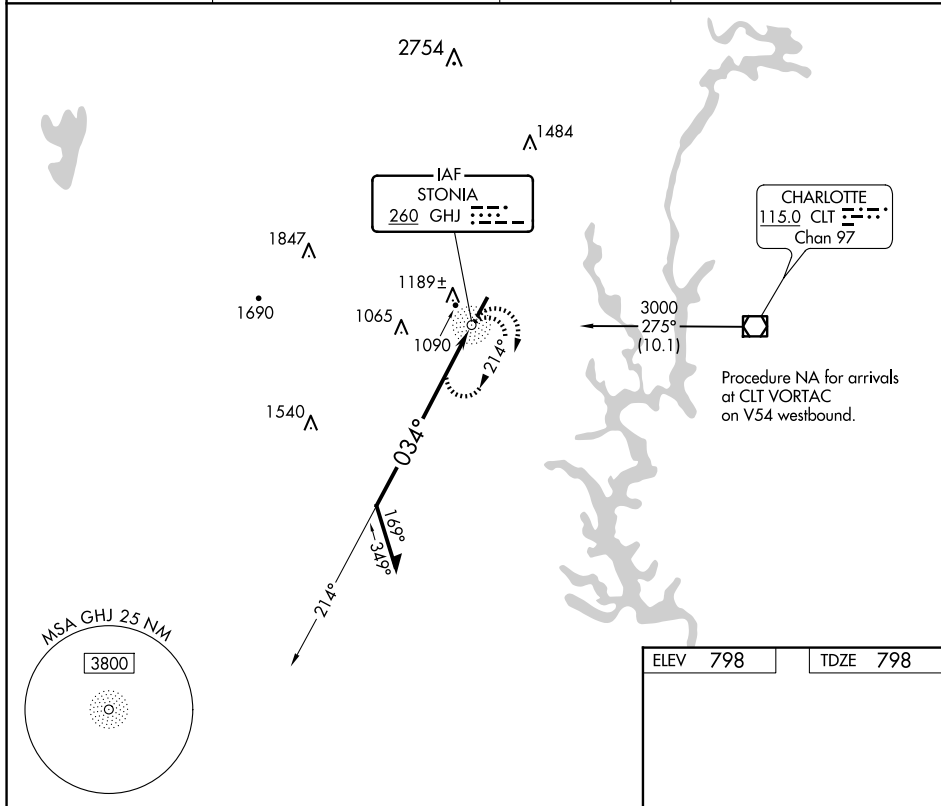 2754
1484
IAF
STONIA
260 GHJ
CHARLOTTE
115.0 CLT
Chan 97
1847
1690
1189±
1065
1090
3000
275°
(10.1)
214°
Procedure NA for arrivals
at CLT VORTAC
on V54 westbound.
1540
034°
169°
349°
214°
MSA GHJ 25 NM
3800
ELEV 798
TDZE 798